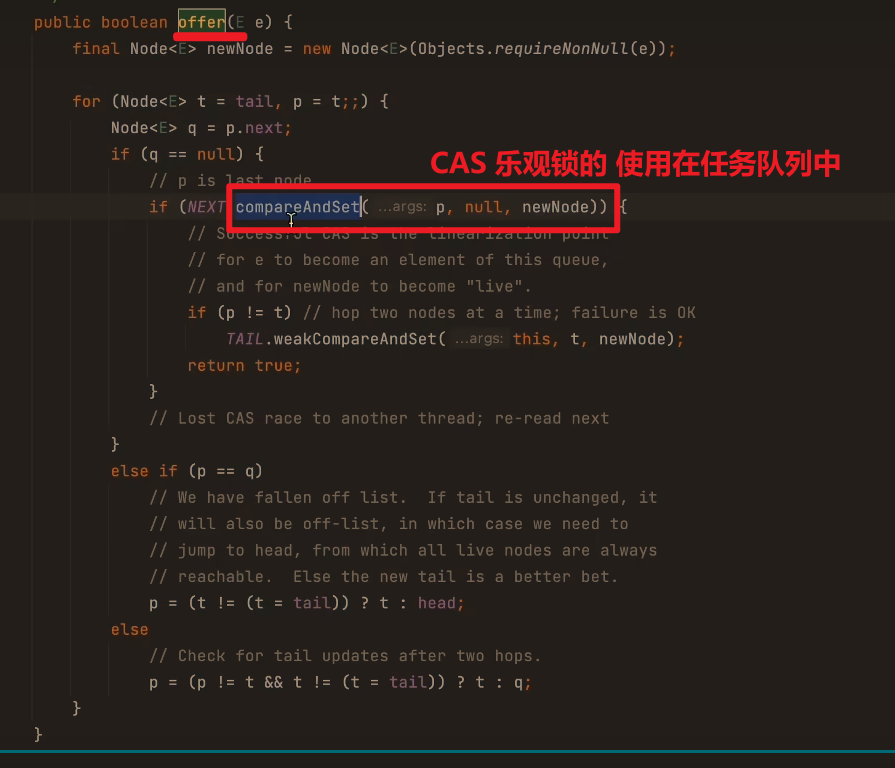 public boolean offer(E e) {
final Node<E> newNode = new Node<E>(Objects.requireNonNull(e));
for (Node<E> t = tail, p = t;;) {
Node<E> q = p.next;
if (q == null) {
CAS 乐观锁的 使用在任务队列中
// p is last node
if (NEXT compareAndSet( ...args: p, null, newNode)) {
// Successful CAS is the linearization point
// for e to become an element of this queue,
// and for newNode to become "live".
if (p != t) // hop two nodes at a time; failure is OK
TAIL.weakCompareAndSet( ...args: this, t, newNode);
return true;
}
// Lost CAS race to another thread; re-read next
}
else if (p == q)
// We have fallen off list.  If tail is unchanged, it
// will also be off-list, in which case we need to
// jump to head, from which all live nodes are always
// reachable.  Else the new tail is a better bet.
p = (t != (t = tail)) ? t : head;
else
// Check for tail updates after two hops.
p = (p != t && t != (t = tail)) ? t : q;
}
}